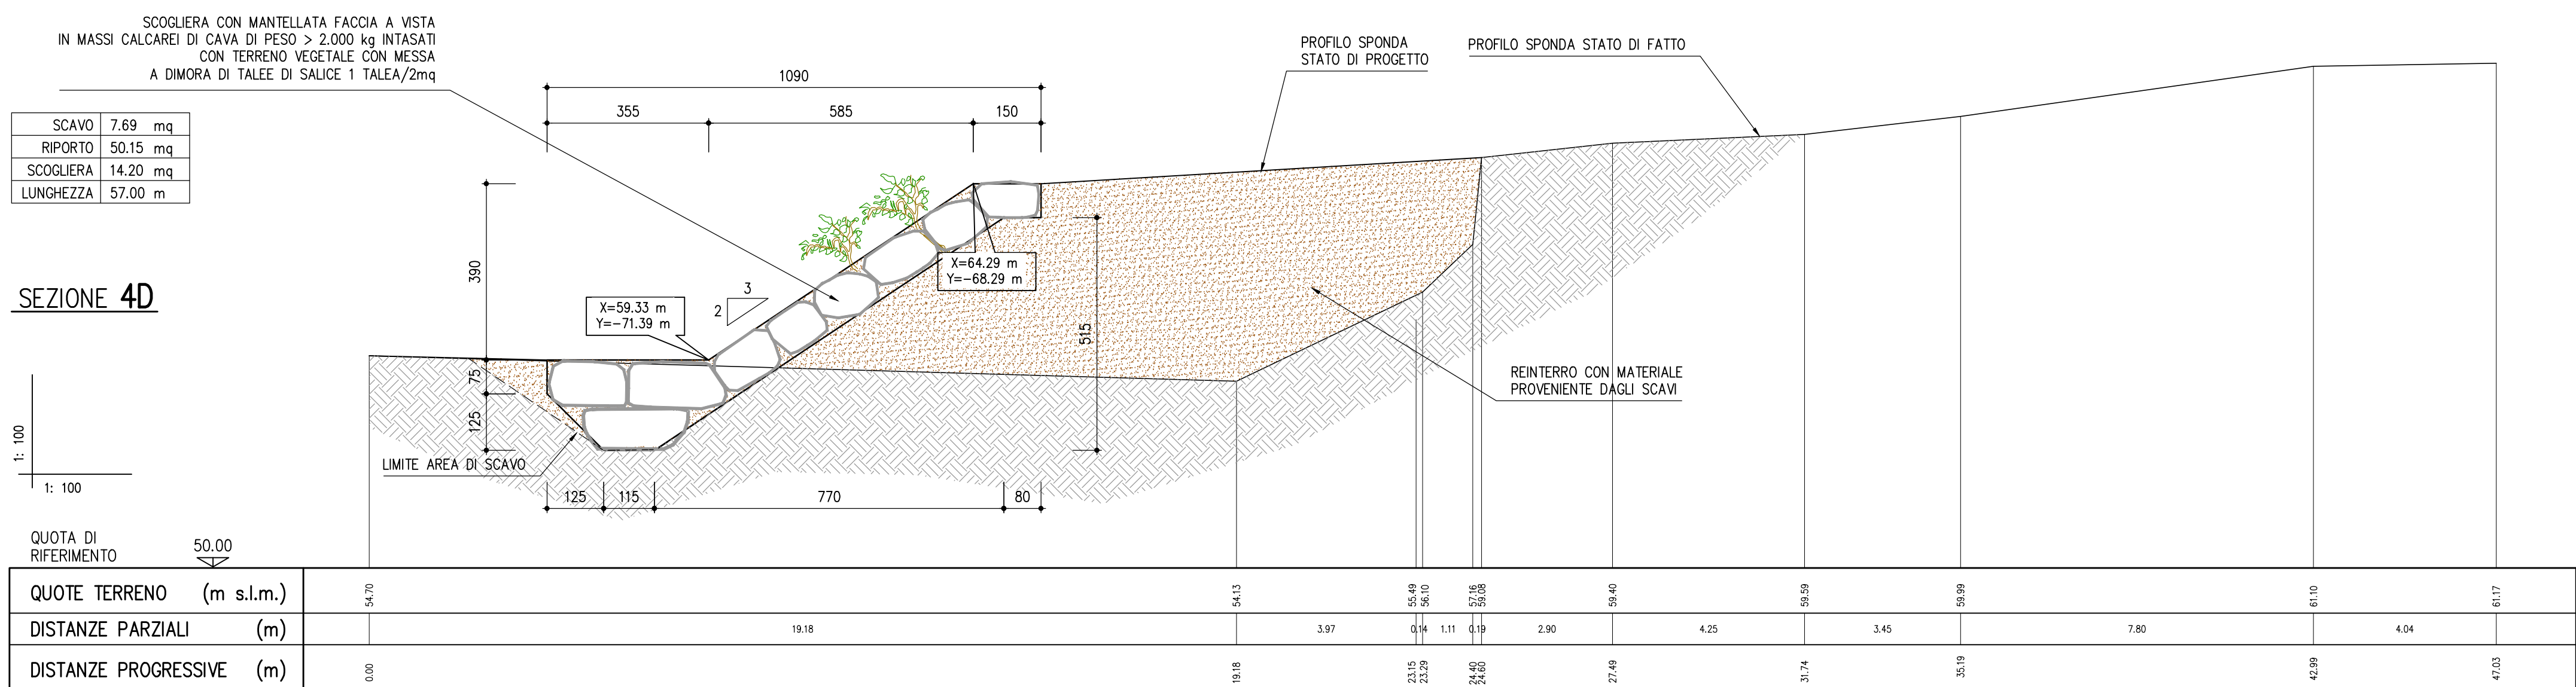 SCOGLIERA CON MANTELLATA FACCIA A VISTA
IN MASSI CALCAREI DI CAVA DI PESO > 2.000 kg INTASATI
CON TERRENO VEGETALE CON MESSA
A DIMORA DI TALEE DI SALICE 1 TALEA/2mq
PROFILO SPONDA
STATO DI PROGETTO
PROFILO SPONDA STATO DI FATTO
1090
355 585 150
SCAVO 7.69 mq
RIPORTO 50.15 mq
SCOGLIERA 14.20 mq
LUNGHEZZA 57.00 m
SEZIONE 4D
390
75
125
515
3
2
X=64.29 m
Y=-68.29 m
X=59.33 m
Y=-71.39 m
REINTERRO CON MATERIALE
PROVENIENTE DAGLI SCAVI
LIMITE AREA DI SCAVO
1: 100
1: 100
125 115 770 80
QUOTA DI
RIFERIMENTO
50.00
QUOTE TERRENO (m s.l.m.) 54.70 54.13 55.49 56.10 57.16 59.08 59.40 59.59 59.99 61.10 61.17
DISTANZE PARZIALI (m) 19.18 3.97 0.14 1.11 0.19 2.90 4.25 3.45 7.80 4.04
DISTANZE PROGRESSIVE (m) 0.00 19.18 23.15 23.29 24.40 24.60 27.49 31.74 35.19 42.99 47.03